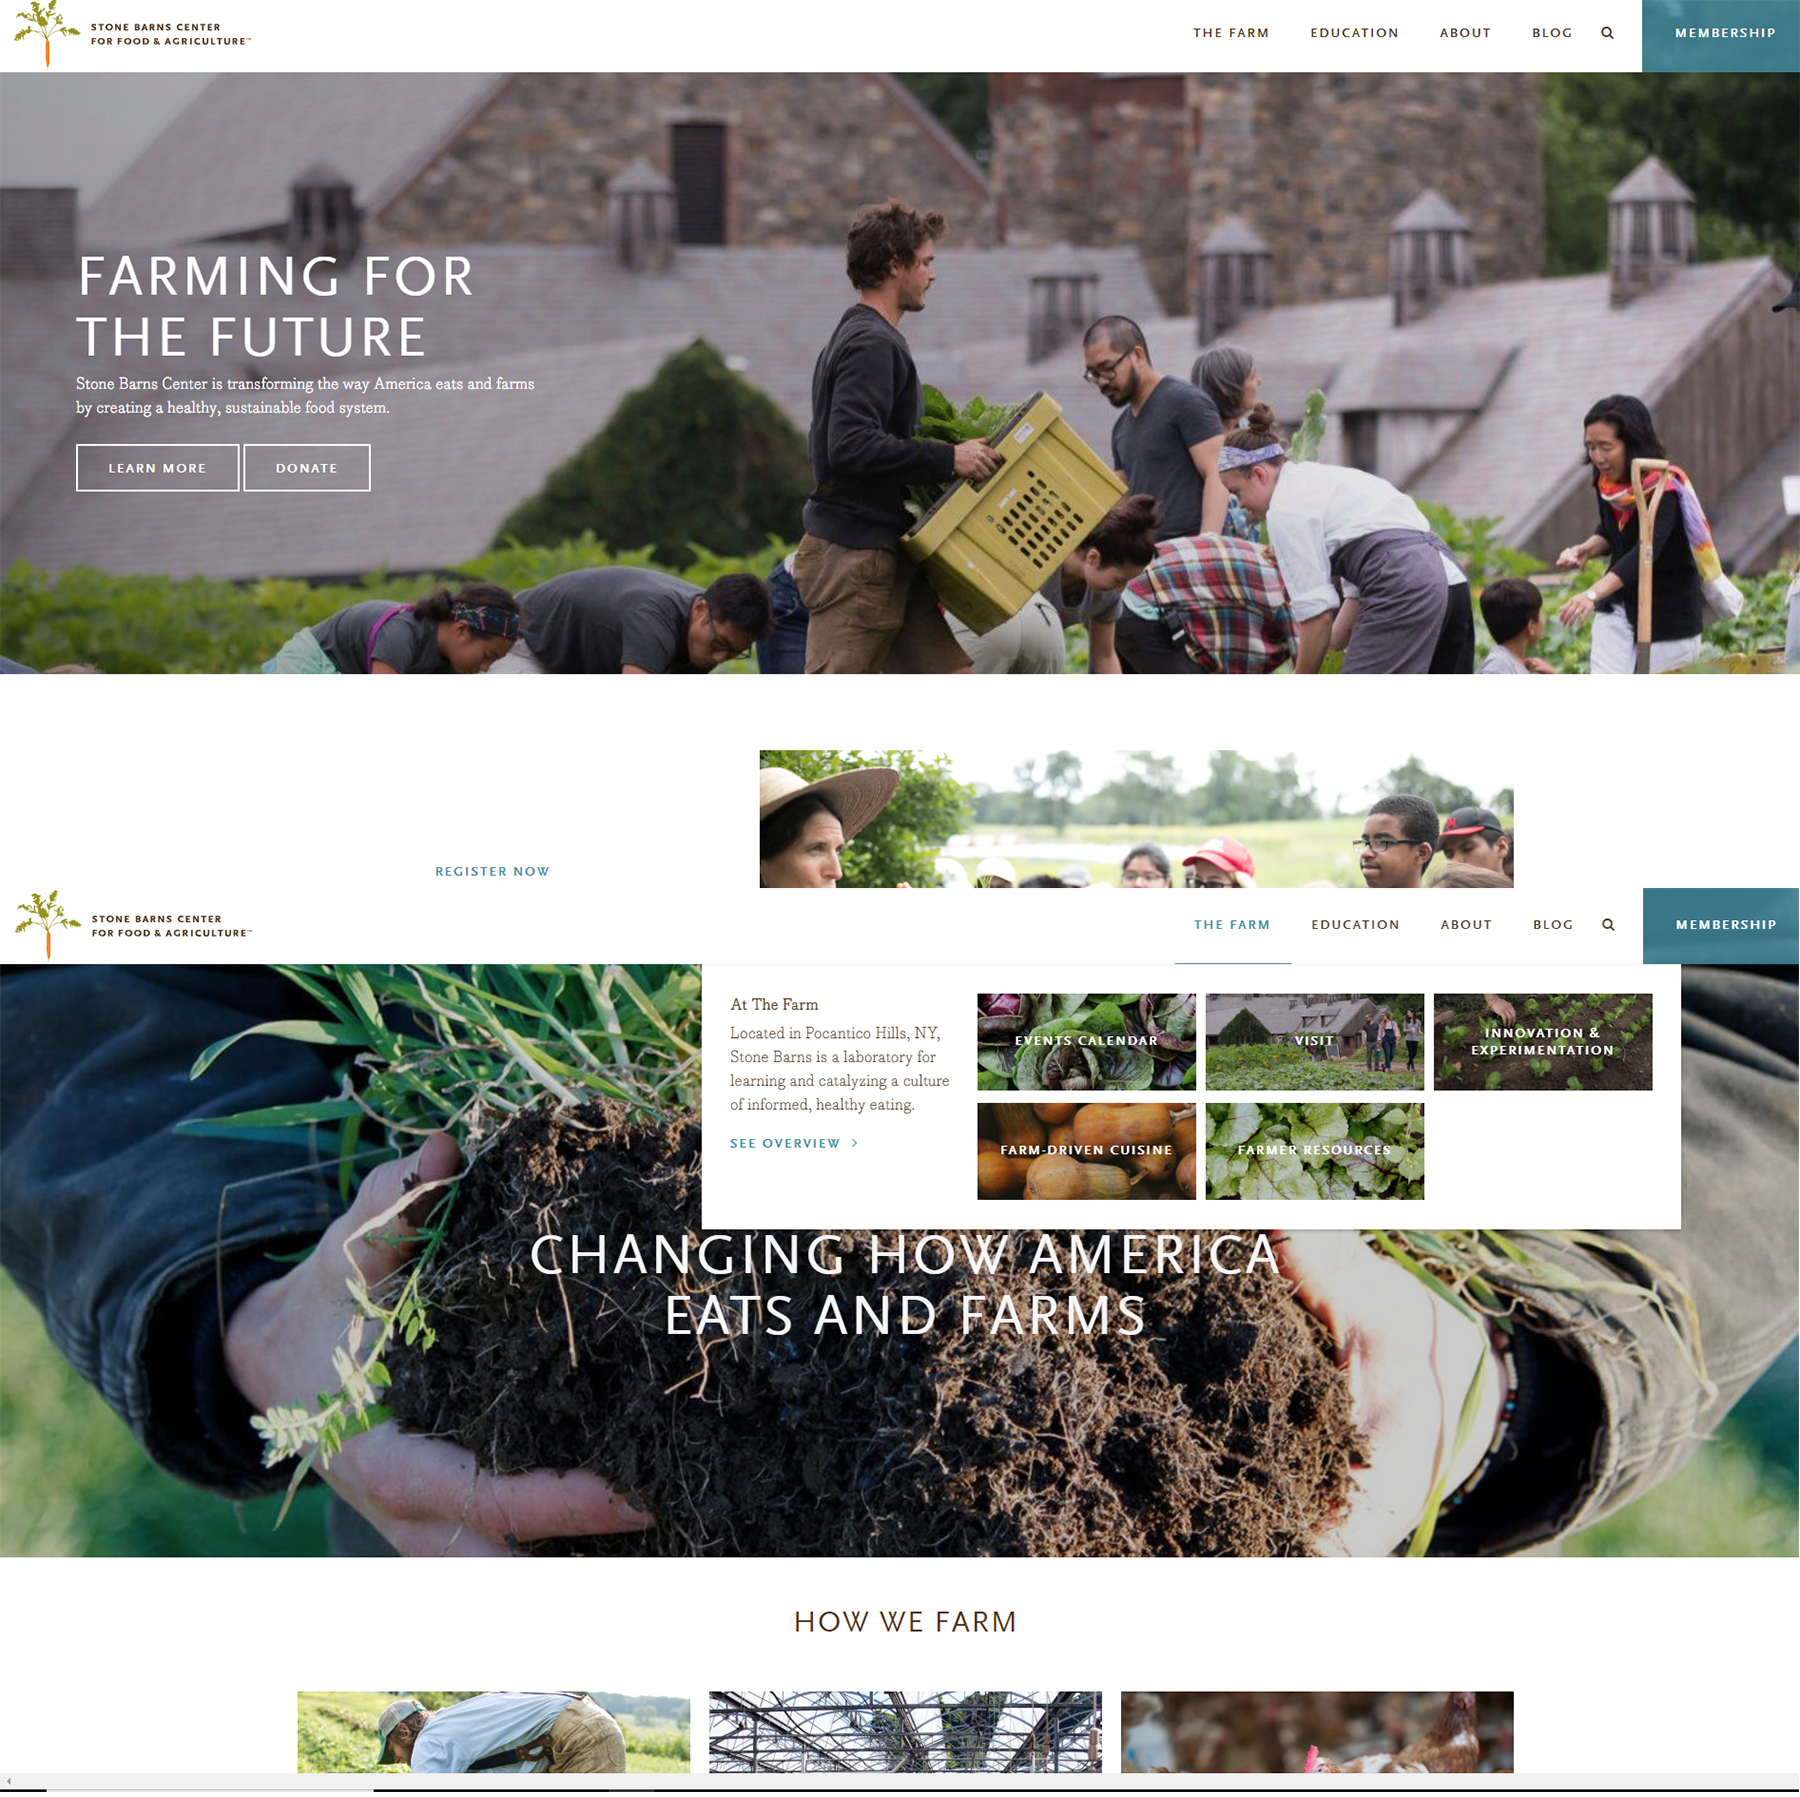 STONE BARNS CENTER
FOR FOOD & AGRICULTURE™
THE FARM
EDUCATION
ABOUT
BLOG
MEMBERSHIP
FARMING FOR
THE FUTURE
Stone Barns Center is transforming the way America eats and farms
by creating a healthy, sustainable food system.
LEARN MORE
DONATE
REGISTER NOW
STONE BARNS CENTER
FOR FOOD & AGRICULTURE™
THE FARM
EDUCATION
ABOUT
BLOG
MEMBERSHIP
At The Farm
Located in Pocantico Hills, NY,
Stone Barns is a laboratory for
learning and catalyzing a culture
of informed, healthy eating.
SEE OVERVIEW
EVENTS CALENDAR
VISIT
INNOVATION &
EXPERIMENTATION
FARM-DRIVEN CUISINE
FARMER RESOURCES
CHANGING HOW AMERICA
EATS AND FARMS
HOW WE FARM